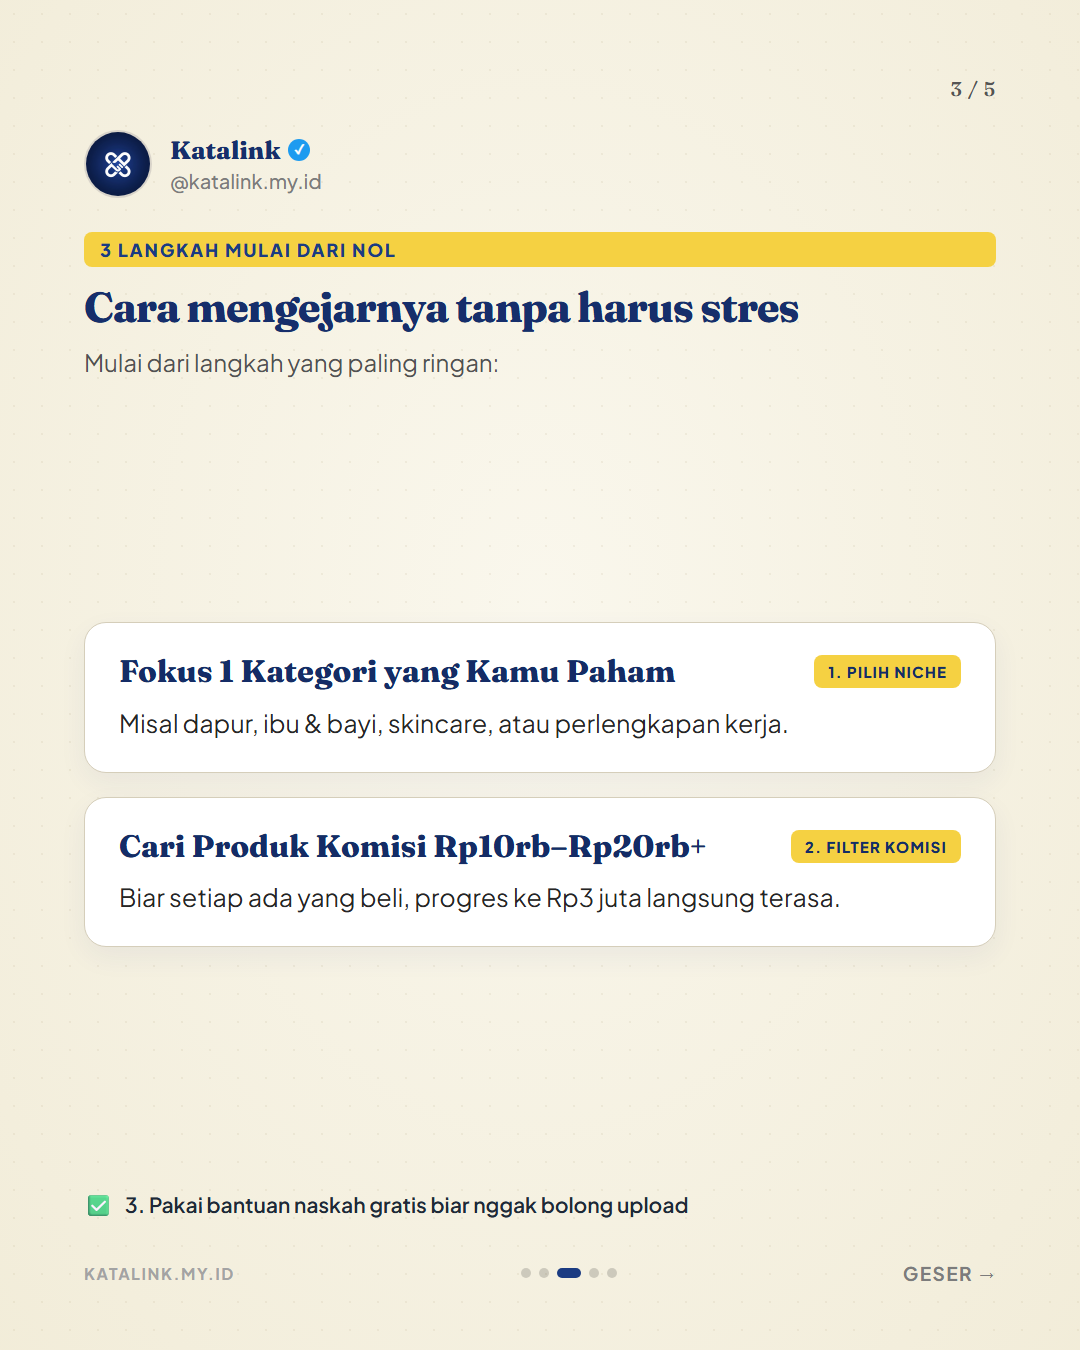 3 / 5
Katalink
@katalink.my.id
3 LANGKAH MULAI DARI NOL
Cara mengejarnya tanpa harus stres
Mulai dari langkah yang paling ringan:
Fokus 1 Kategori yang Kamu Paham
1. PILIH NICHE
Misal dapur, ibu & bayi, skincare, atau perlengkapan kerja.
Cari Produk Komisi Rp10rb–Rp20rb+
2. FILTER KOMISI
Biar setiap ada yang beli, progres ke Rp3 juta langsung terasa.
✅ 3. Pakai bantuan naskah gratis biar nggak bolong upload
KATALINK.MY.ID
GESER →